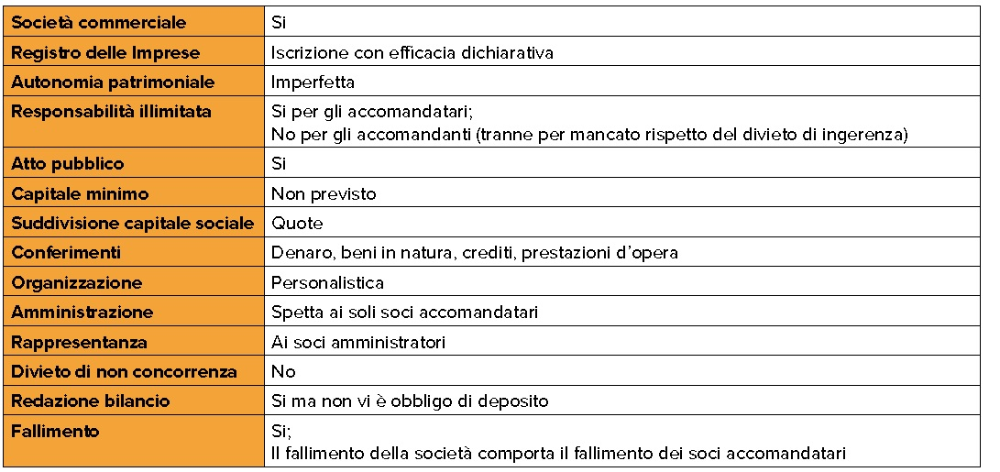 Società commerciale Si
Registro delle Imprese Iscrizione con efficacia dichiarativa
Autonomia patrimoniale Imperfetta
Responsabilità illimitata Si per gli accomandatari;
No per gli accomandanti (tranne per mancato rispetto del divieto di ingerenza)
Atto pubblico Si
Capitale minimo Non previsto
Suddivisione capitale sociale Quote
Conferimenti Denaro, beni in natura, crediti, prestazioni d'opera
Organizzazione Personalistica
Amministrazione Spetta ai soli soci accomandatari
Rappresentanza Ai soci amministratori
Divieto di non concorrenza No
Redazione bilancio Si ma non vi è obbligo di deposito
Fallimento Si;
Il fallimento della società comporta il fallimento dei soci accomandatari